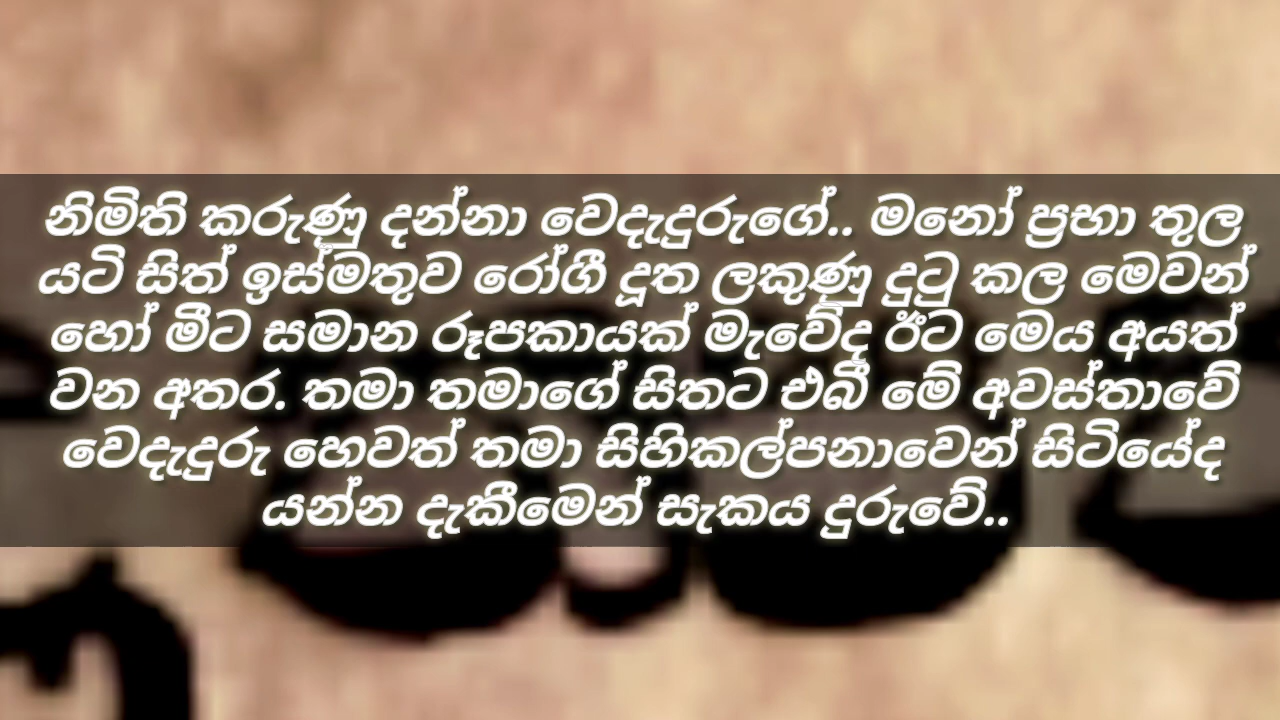 නිමිති කරුණු දන්නා වෙදැදුරුගේ.. මනෝ ප්‍රභා තුල
යටි සිත් ඉස්මතුව රෝගී දූත ලකුණු දුටු කල මෙවන්
හෝ මීට සමාන රූපකායක් මැවේද ඊට මෙය අයත්
වන අතර. තමා තමාගේ සිතට එබී මේ අවස්තාවේ
වෙදැදුරු හෙවත් තමා සිහිකල්පනාවෙන් සිටියේද
යන්න දැකීමෙන් සැකය දුරුවේ..